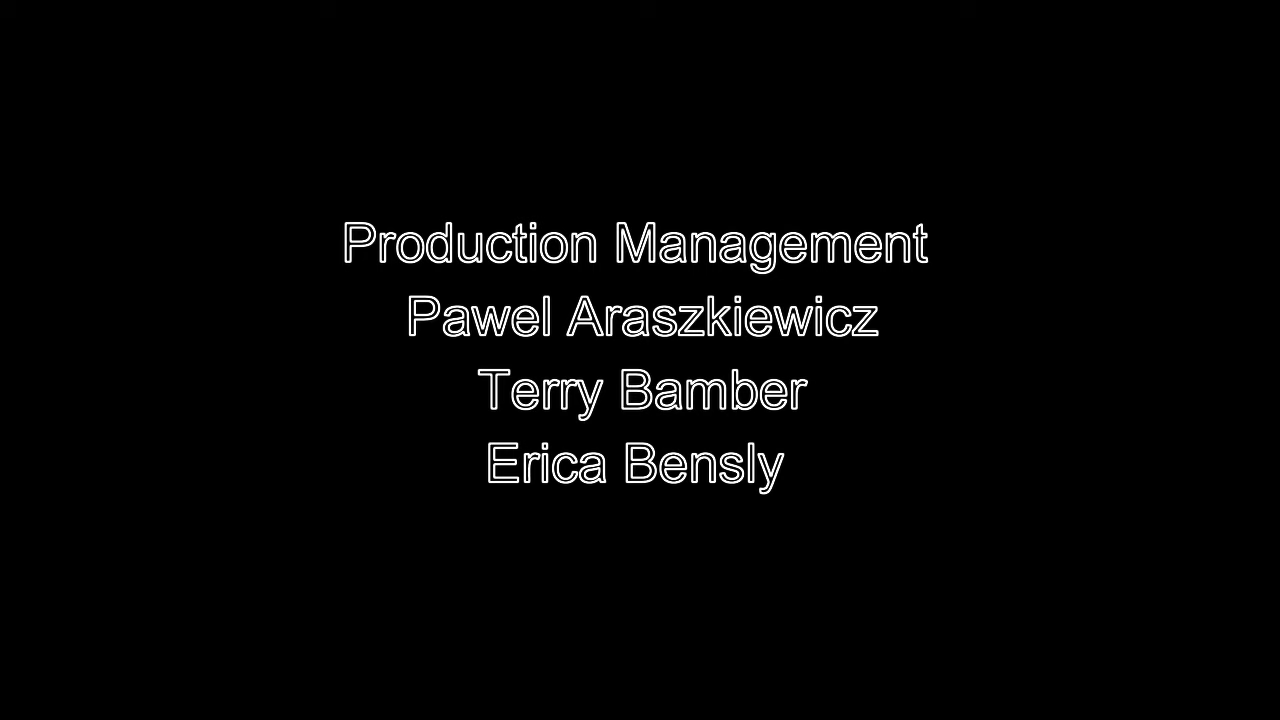 Production Management
Pawel Araszkiewicz
Terry Bamber
Erica Bensly